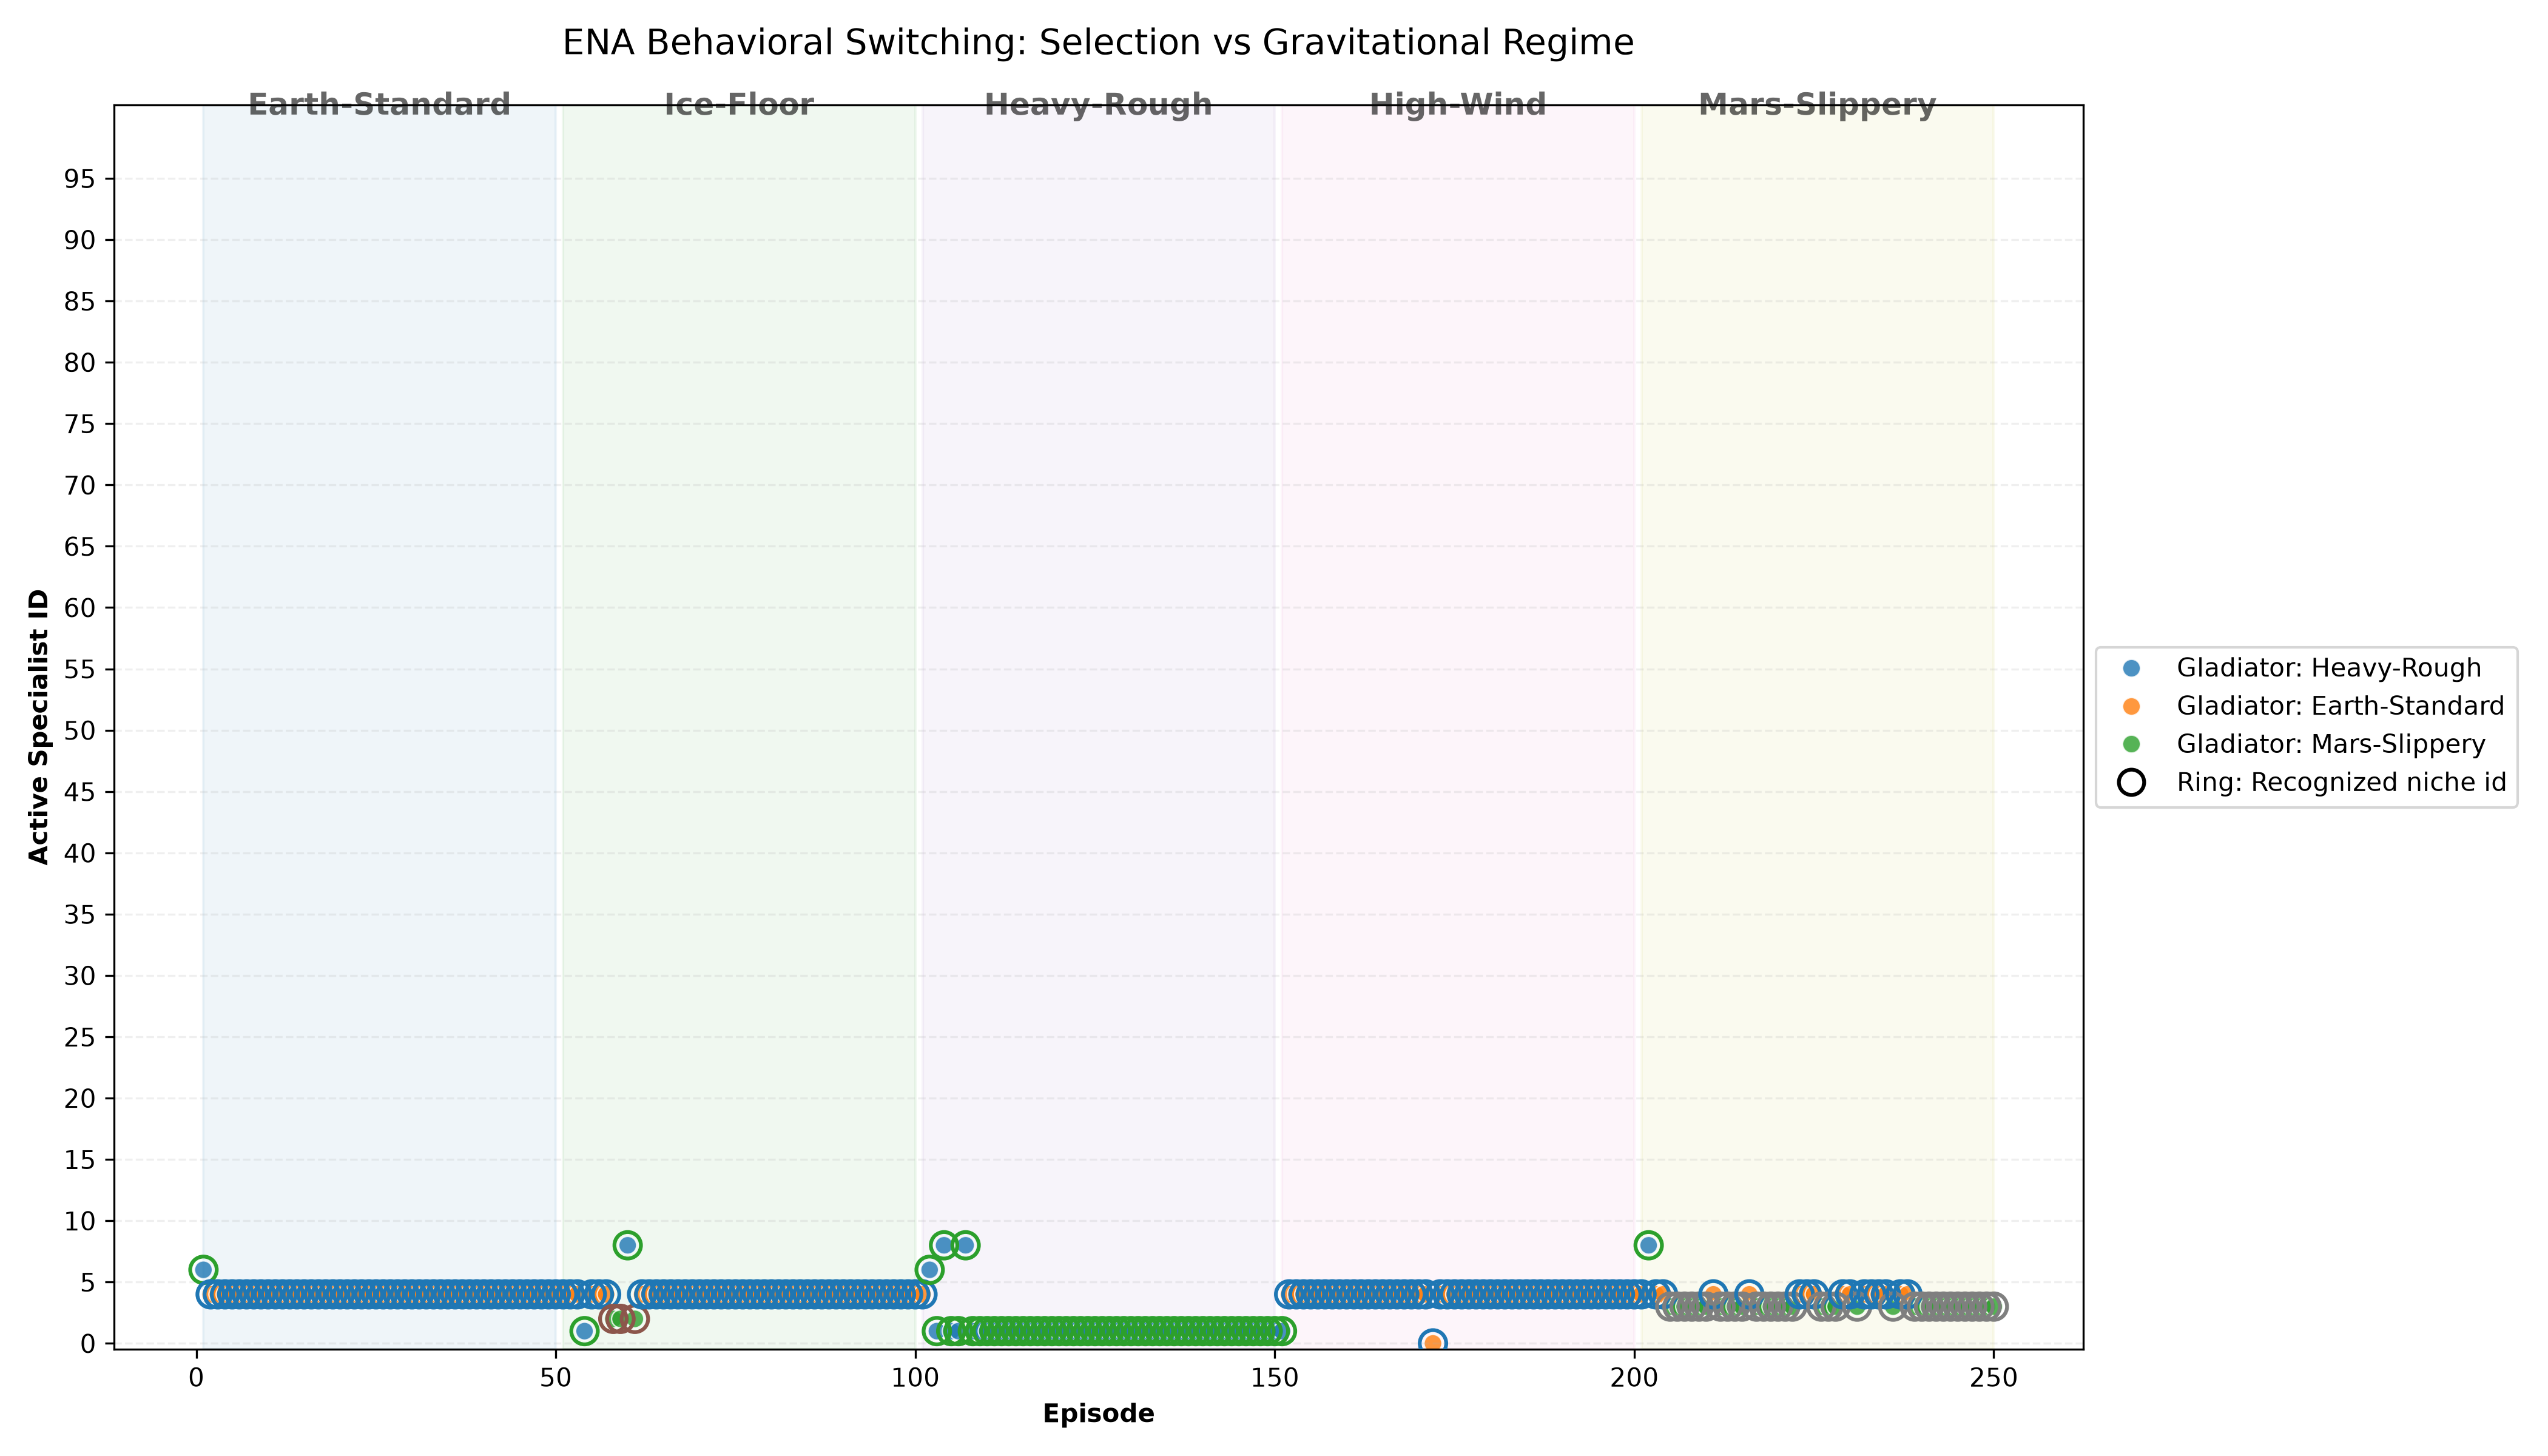 ENA Behavioral Switching: Selection vs Gravitational Regime
Earth-Standard
Ice-Floor
Heavy-Rough
High-Wind
Mars-Slippery
95
90
85
80
75
70
65
60
55
50
45
40
35
30
25
20
15
10
5
0
Active Specialist ID
Gladiator: Heavy-Rough
Gladiator: Earth-Standard
Gladiator: Mars-Slippery
Ring: Recognized niche id
0
50
100
150
200
250
Episode